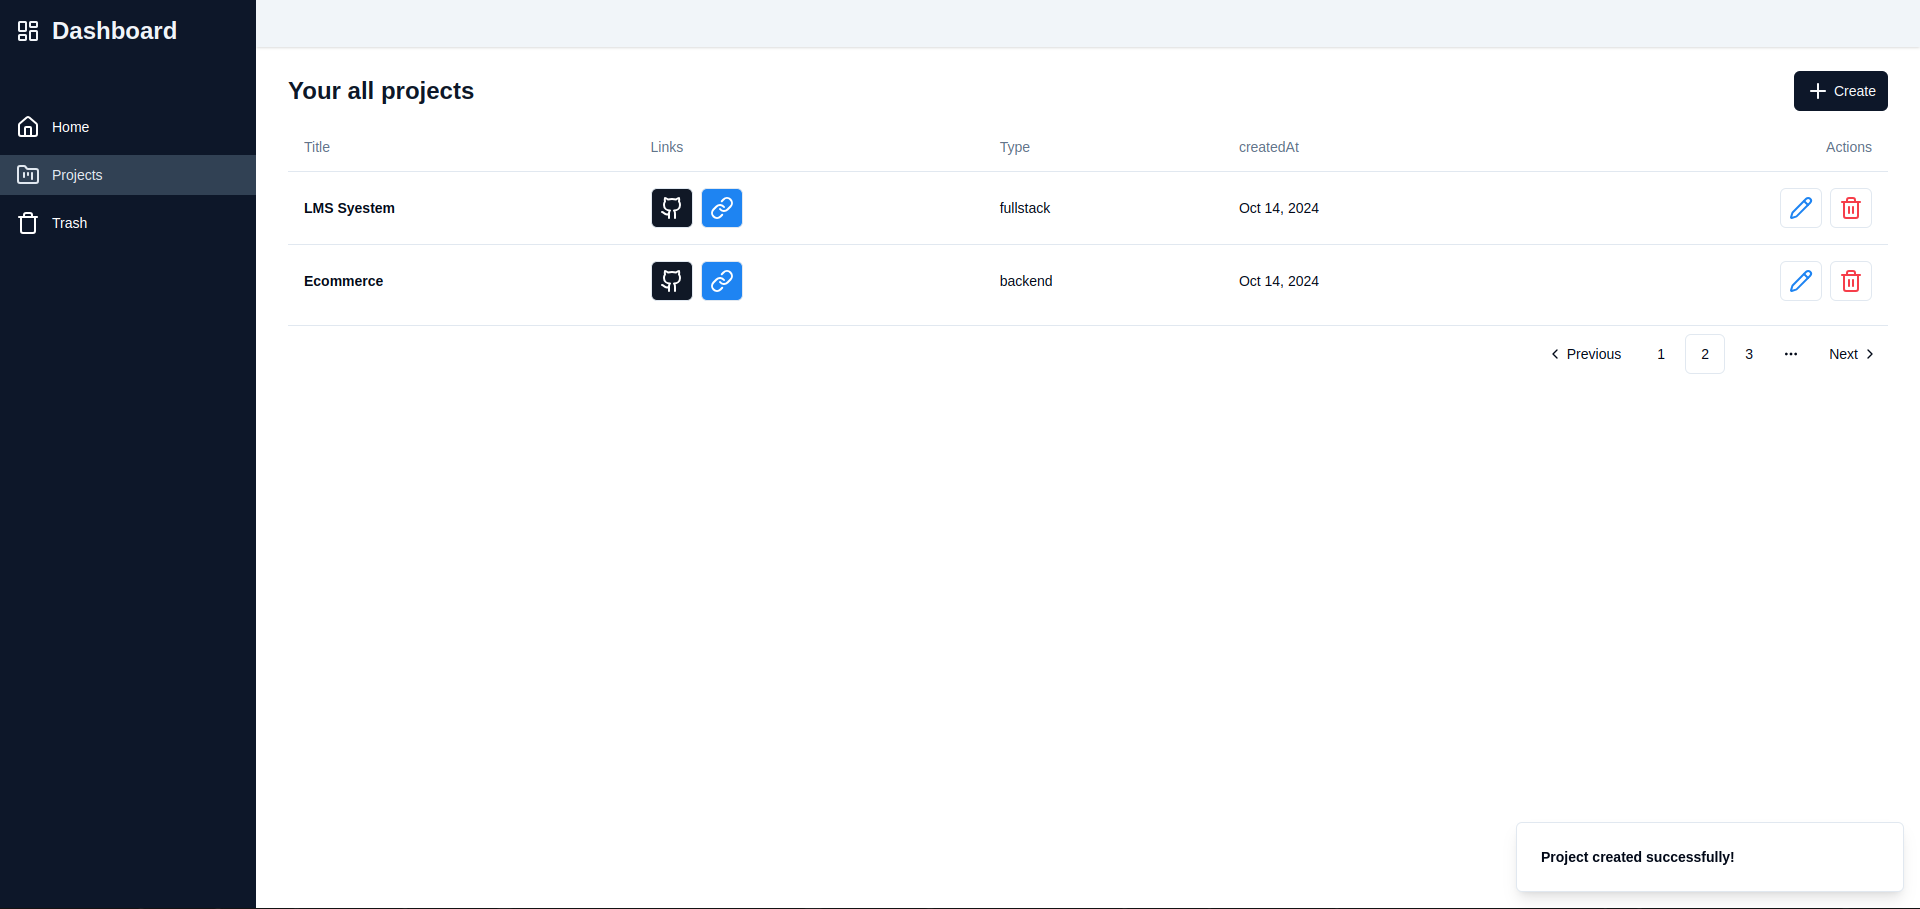 Dashboard
Home
Projects
Trash
Your all projects
Create
Title Links Type createdAt Actions
LMS Syestem fullstack Oct 14, 2024
Ecommerce backend Oct 14, 2024
Previous 1 2 3 ... Next
Project created successfully!